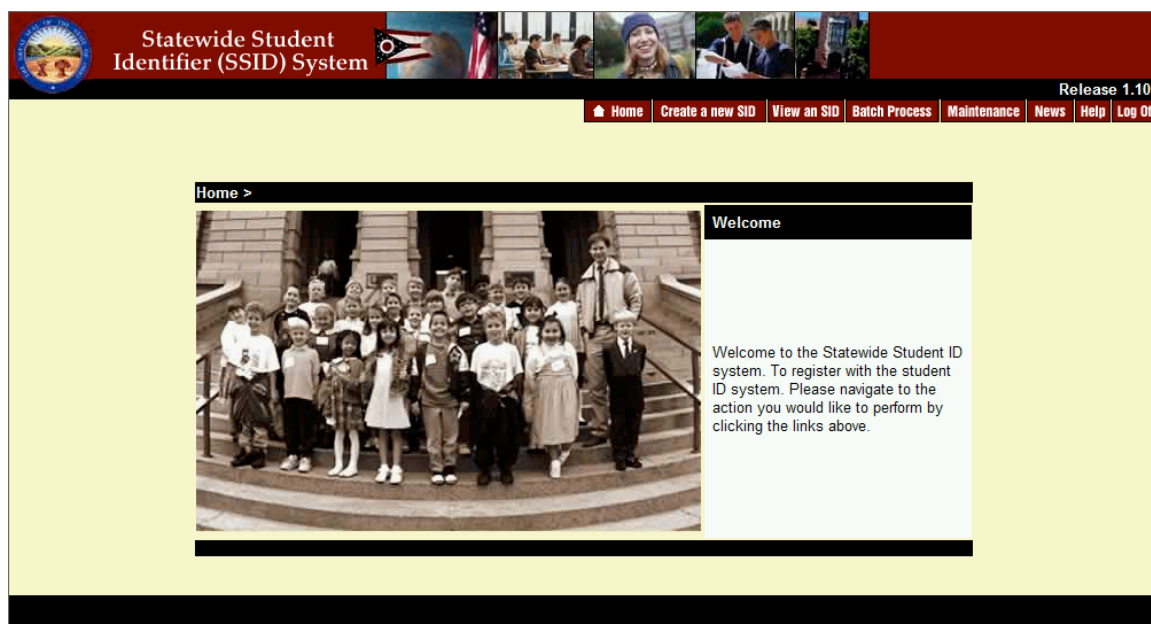 Statewide Student
Identifier (SSID) System
Release 1.10
Home Create a new SID View an SID Batch Process Maintenance News Help Log Of
Home >
Welcome
Welcome to the Statewide Student ID
system. To register with the student
ID system. Please navigate to the
action you would like to perform by
clicking the links above.